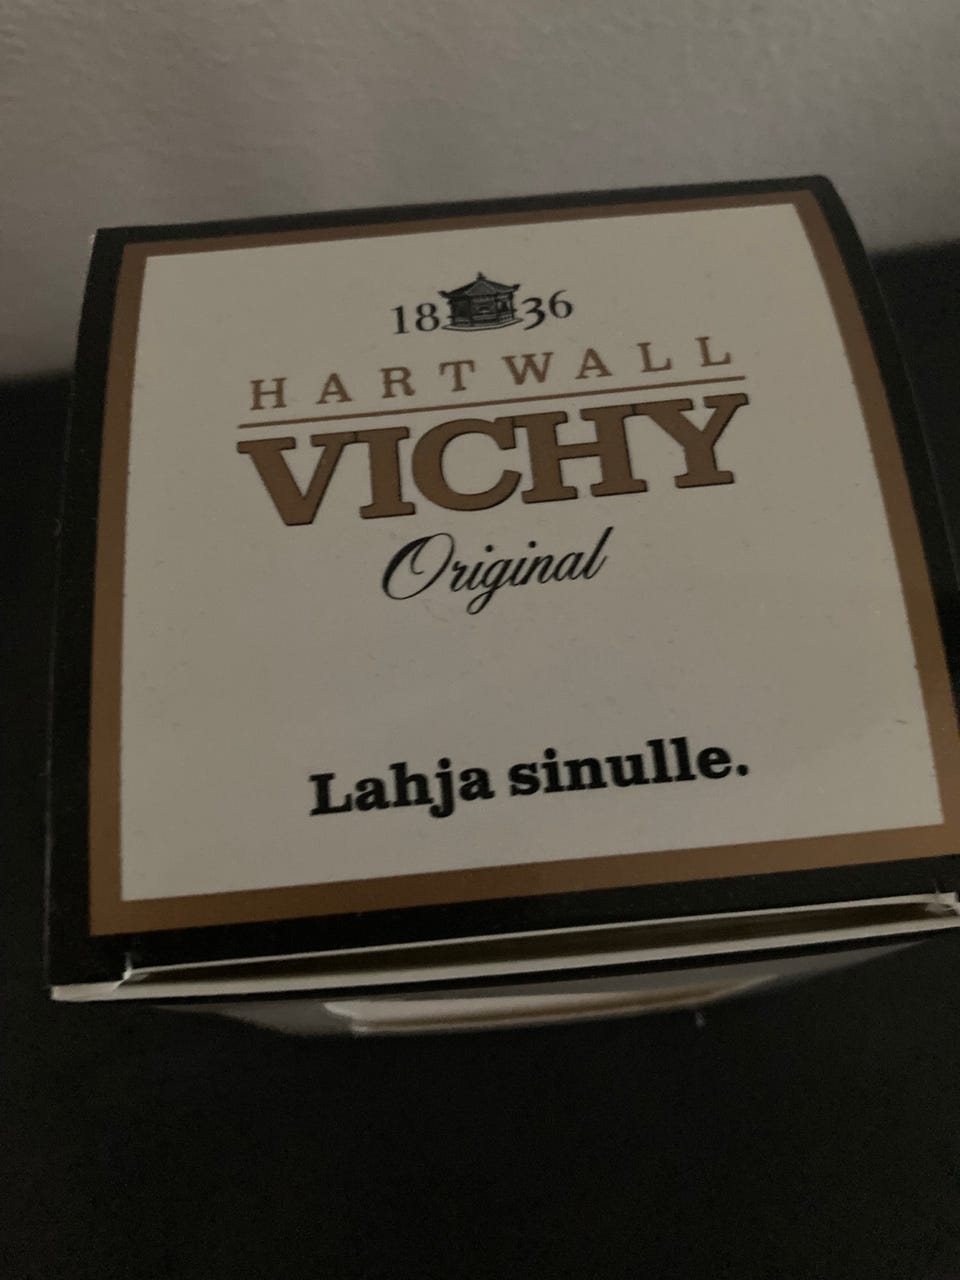 1836
HARTWALL
VICHY
Original
Lahja sinulle.